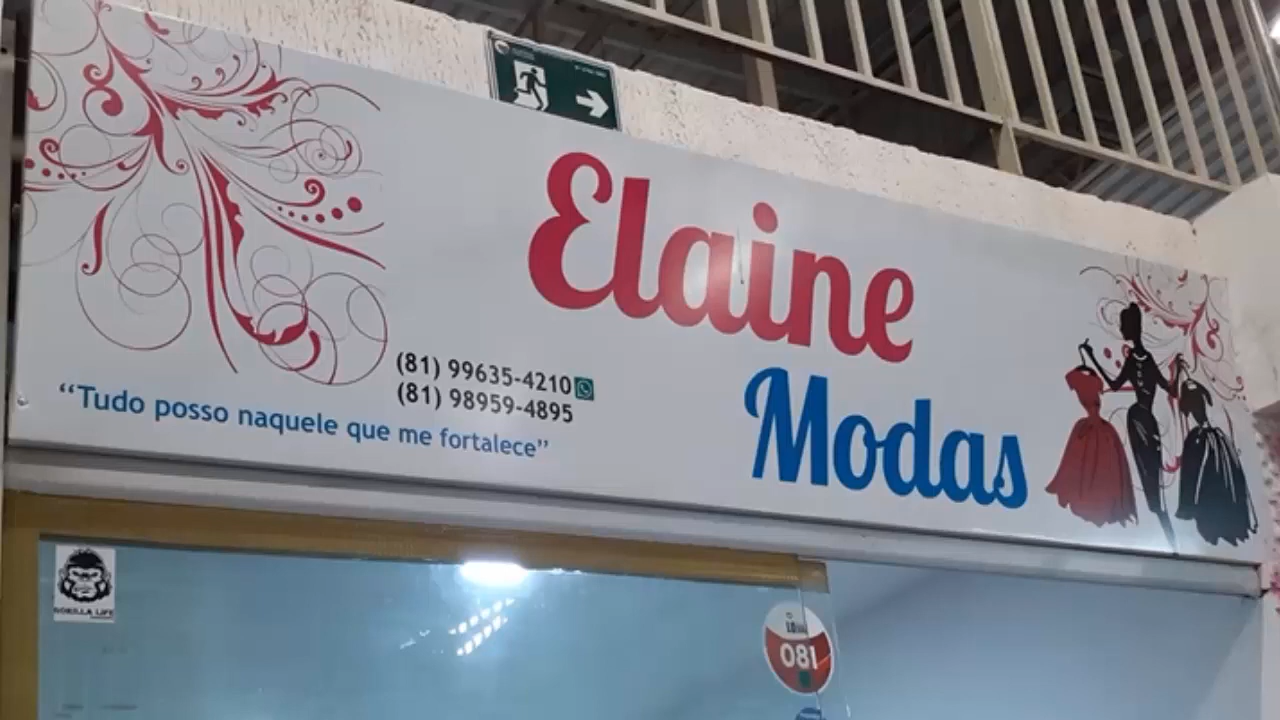 Elaine
Modas
(81) 99635-4210
(81) 98959-4895
“Tudo posso naquele que me fortalece”
GORILLA LIFE
081